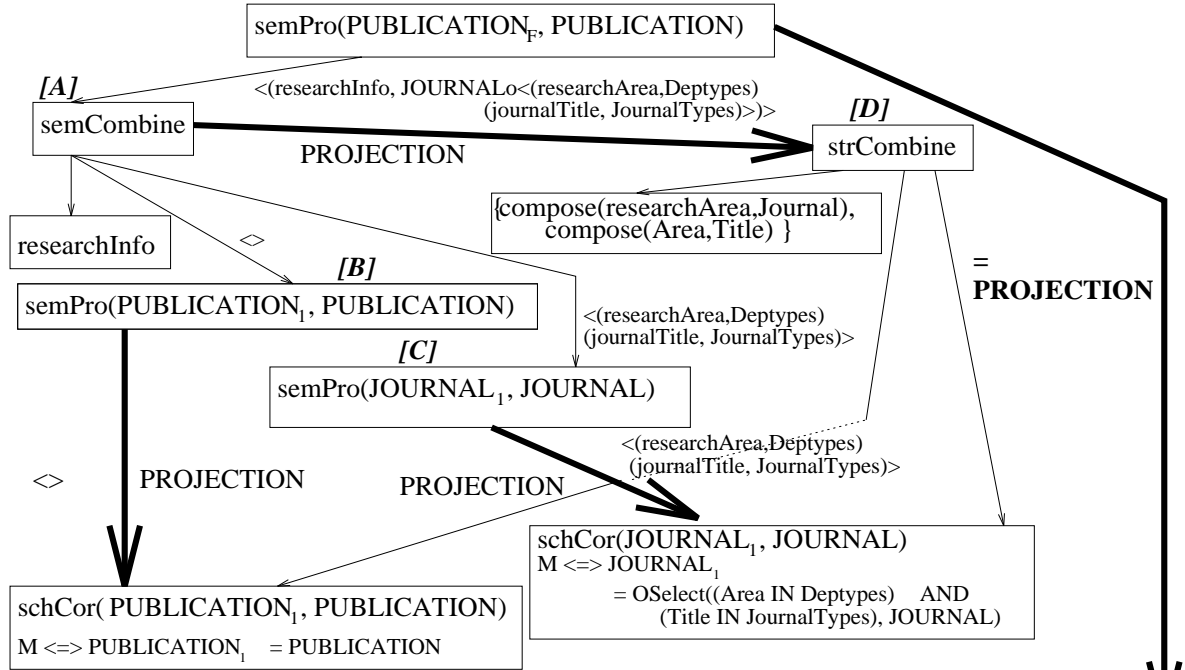 semPro(PUBLICATION_F, PUBLICATION)
[A]
<(researchInfo, JOURNALo<(researchArea,Deptypes)
(journalTitle, JournalTypes)>)>
[D]
semCombine
PROJECTION
strCombine
{compose(researchArea,Journal),
compose(Area,Title) }
researchInfo
<>
[B]
=
PROJECTION
semPro(PUBLICATION_1, PUBLICATION)
<(researchArea,Deptypes)
(journalTitle, JournalTypes)>
[C]
semPro(JOURNAL_1, JOURNAL)
<(researchArea,Deptypes)
(journalTitle, JournalTypes)>
<>
PROJECTION
PROJECTION
schCor(JOURNAL_1, JOURNAL)
M <=> JOURNAL_1
= OSelect((Area IN Deptypes) AND
(Title IN JournalTypes), JOURNAL)
schCor( PUBLICATION_1, PUBLICATION)
M <=> PUBLICATION_1 = PUBLICATION